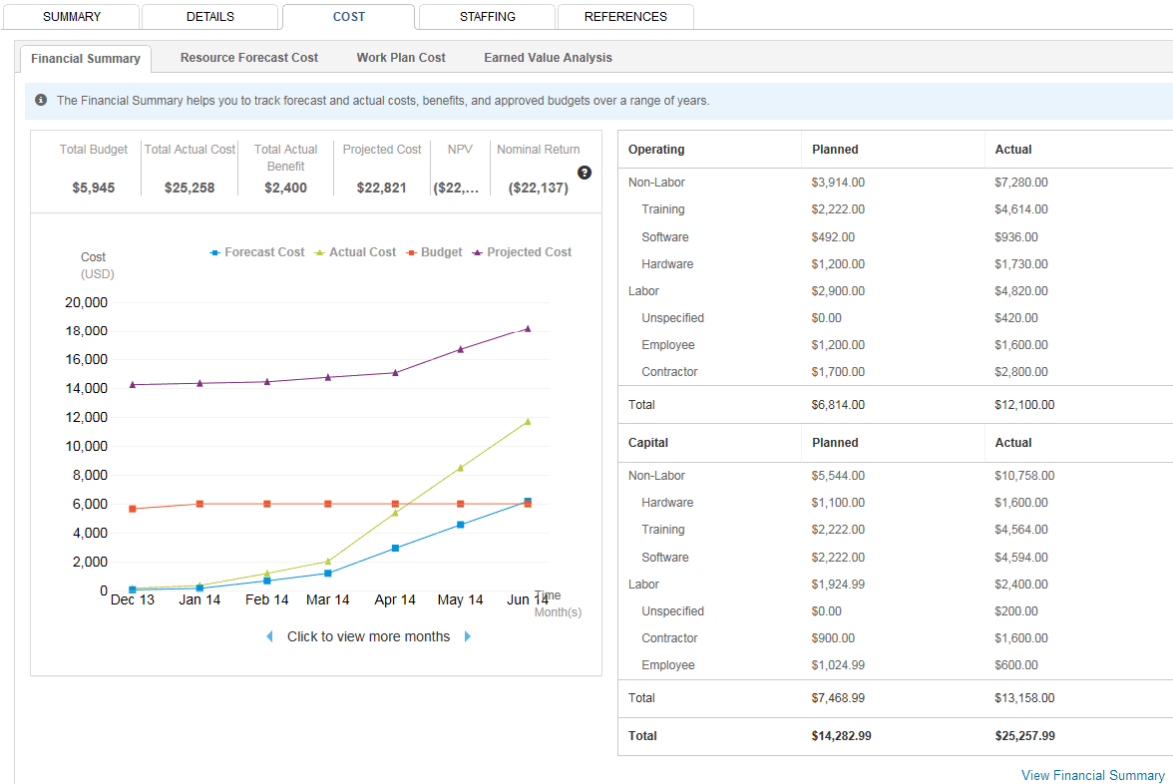 SUMMARY DETAILS COST STAFFING REFERENCES
Financial Summary Resource Forecast Cost Work Plan Cost Earned Value Analysis
The Financial Summary helps you to track forecast and actual costs, benefits, and approved budgets over a range of years.
Total Budget Total Actual Cost Total Actual Benefit Projected Cost NPV Nominal Return
$5,945 $25,258 $2,400 $22,821 ($22,... ($22,137) ?
Forecast Cost Actual Cost Budget Projected Cost
Cost
(USD)
20,000
18,000
16,000
14,000
12,000
10,000
8,000
6,000
4,000
2,000
0
Dec 13 Jan 14 Feb 14 Mar 14 Apr 14 May 14 Jun 14
Time
Month(s)
Click to view more months
Operating Planned Actual
Non-Labor $3,914.00 $7,280.00
Training $2,222.00 $4,614.00
Software $492.00 $936.00
Hardware $1,200.00 $1,730.00
Labor $2,900.00 $4,820.00
Unspecified $0.00 $420.00
Employee $1,200.00 $1,600.00
Contractor $1,700.00 $2,800.00
Total $6,814.00 $12,100.00
Capital Planned Actual
Non-Labor $5,544.00 $10,758.00
Hardware $1,100.00 $1,600.00
Training $2,222.00 $4,564.00
Software $2,222.00 $4,594.00
Labor $1,924.99 $2,400.00
Unspecified $0.00 $200.00
Contractor $900.00 $1,600.00
Employee $1,024.99 $600.00
Total $7,468.99 $13,158.00
Total $14,282.99 $25,257.99
View Financial Summary